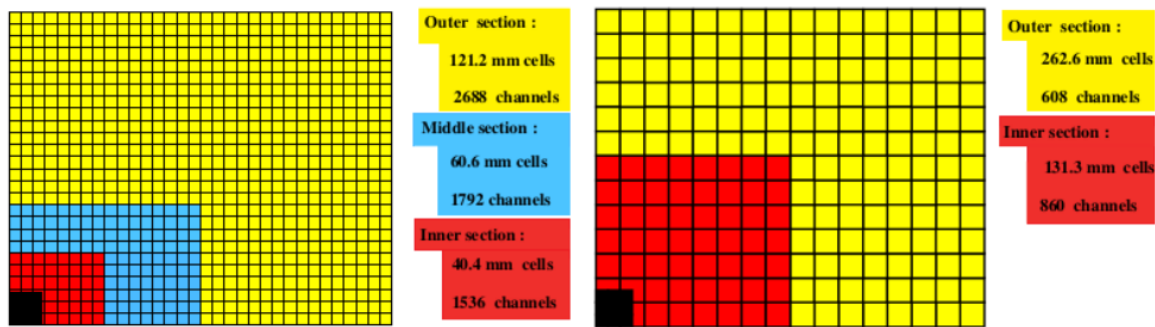 Outer section :
121.2 mm cells
2688 channels
Middle section :
60.6 mm cells
1792 channels
Inner section :
40.4 mm cells
1536 channels
Outer section :
262.6 mm cells
608 channels
Inner section :
131.3 mm cells
860 channels